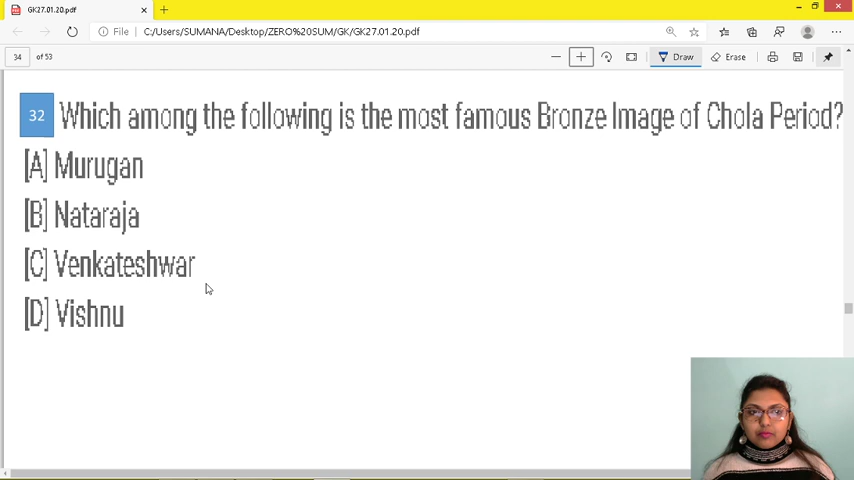 GK27.01.20.pdf
File C:/Users/SUMANA/Desktop/ZERO%20SUM/GK/GK27.01.20.pdf
34 of 53 Draw Erase
32 Which among the following is the most famous Bronze Image of Chola Period?
[A] Murugan
[B] Nataraja
[C] Venkateshwar
[D] Vishnu